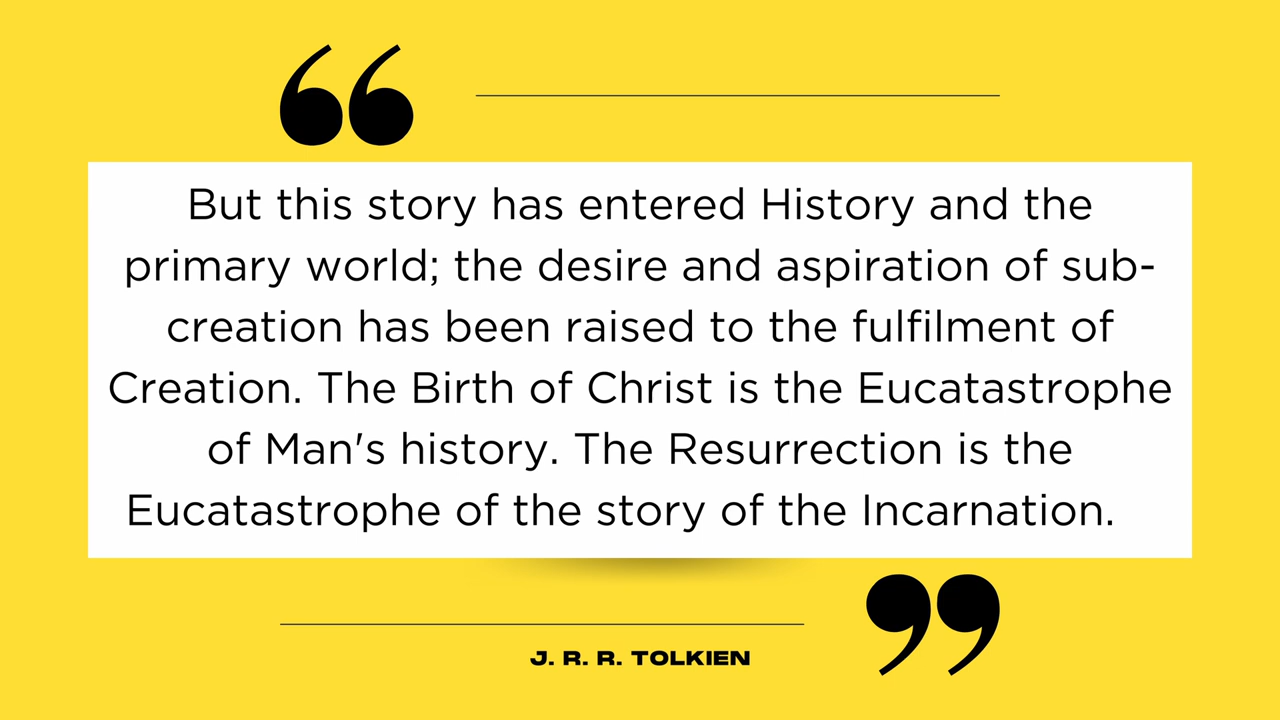 “
But this story has entered History and the
primary world; the desire and aspiration of sub-
creation has been raised to the fulfilment of
Creation. The Birth of Christ is the Eucatastrophe
of Man's history. The Resurrection is the
Eucatastrophe of the story of the Incarnation.
”
J. R. R. TOLKIEN